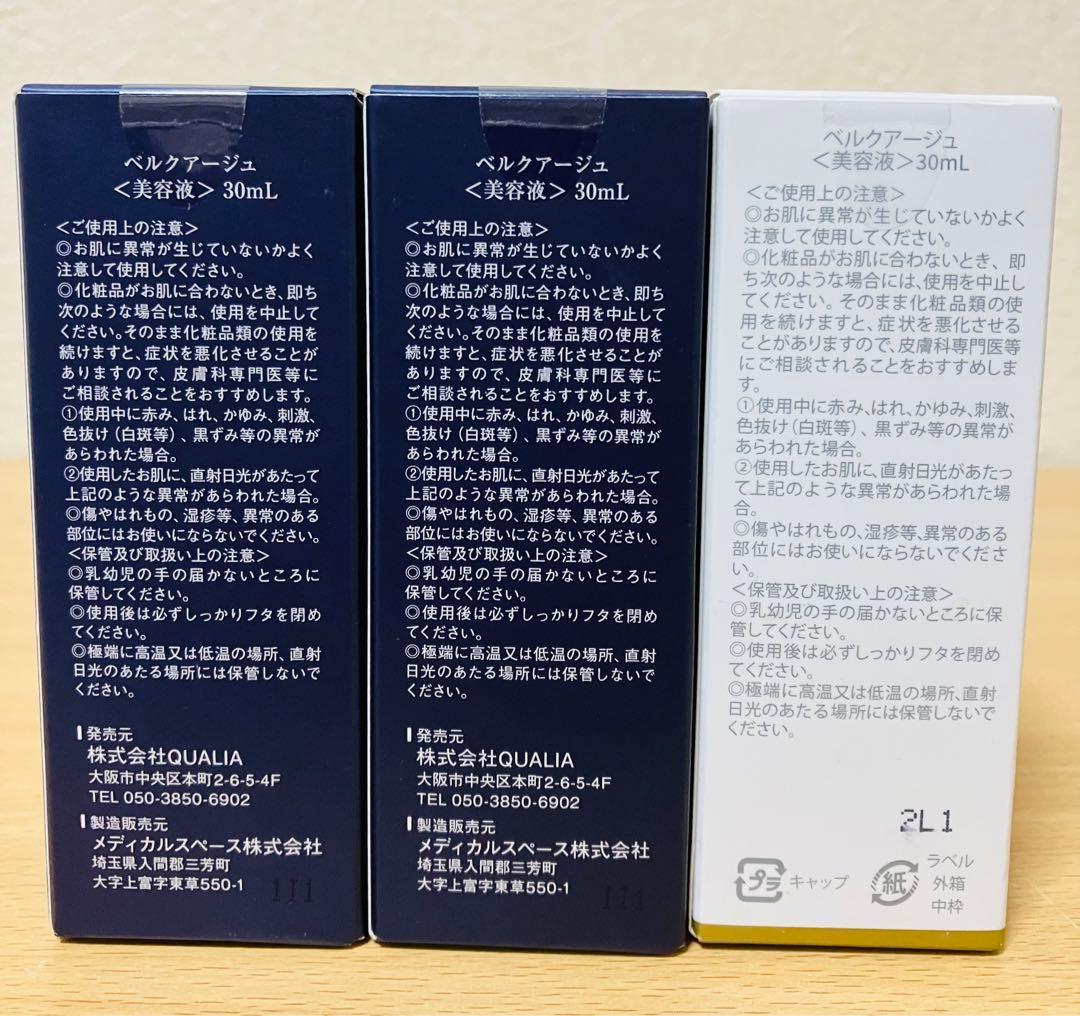 ベルクアージュ
＜美容液＞ 30mL
＜ご使用上の注意＞
◎お肌に異常が生じていないかよく
注意して使用してください。
◎化粧品がお肌に合わないとき、即ち
次のような場合には、使用を中止して
ください。そのまま化粧品類の使用を
続けますと、症状を悪化させることが
ありますので、皮膚科専門医等に
ご相談されることをおすすめします。
①使用中に赤み、はれ、かゆみ、刺激、
色抜け（白斑等）、黒ずみ等の異常が
あらわれた場合。
②使用したお肌に、直射日光があたって
上記のような異常があらわれた場合。
◎傷やはれもの、湿疹等、異常のある
部位にはお使いにならないでください。
＜保管及び取扱い上の注意＞
◎乳幼児の手の届かないところに
保管してください。
◎使用後は必ずしっかりフタを閉め
てください。
◎極端に高温又は低温の場所、直射
日光のあたる場所には保管しないで
ください。
発売元
株式会社QUALIA
大阪市中央区本町2-6-5-4F
TEL 050-3850-6902
製造販売元
メディカルスペース株式会社
埼玉県入間郡三芳町
大字上富字東草550-1
1I1
ベルクアージュ
＜美容液＞ 30mL
＜ご使用上の注意＞
◎お肌に異常が生じていないかよく
注意して使用してください。
◎化粧品がお肌に合わないとき、即ち
次のような場合には、使用を中止して
ください。そのまま化粧品類の使用を
続けますと、症状を悪化させることが
ありますので、皮膚科専門医等に
ご相談されることをおすすめします。
①使用中に赤み、はれ、かゆみ、刺激、
色抜け（白斑等）、黒ずみ等の異常が
あらわれた場合。
②使用したお肌に、直射日光があたって
上記のような異常があらわれた場合。
◎傷やはれもの、湿疹等、異常のある
部位にはお使いにならないでください。
＜保管及び取扱い上の注意＞
◎乳幼児の手の届かないところに
保管してください。
◎使用後は必ずしっかりフタを閉め
てください。
◎極端に高温又は低温の場所、直射
日光のあたる場所には保管しないで
ください。
発売元
株式会社QUALIA
大阪市中央区本町2-6-5-4F
TEL 050-3850-6902
製造販売元
メディカルスペース株式会社
埼玉県入間郡三芳町
大字上富字東草550-1
ベルクアージュ
＜美容液＞30mL
＜ご使用上の注意＞
◎お肌に異常が生じていないかよく
注意して使用してください。
◎化粧品がお肌に合わないとき、即
ち次のような場合には、使用を中止し
てください。そのまま化粧品類の使
用を続けますと、症状を悪化させる
ことがありますので、皮膚科専門医等
にご相談されることをおすすめしま
す。
①使用中に赤み、はれ、かゆみ、刺激、
色抜け（白斑等）、黒ずみ等の異常が
あらわれた場合。
②使用したお肌に、直射日光があたっ
て上記のような異常があらわれた場
合。
◎傷やはれもの、湿疹等、異常のある
部位にはお使いにならないでくださ
い。
＜保管及び取扱い上の注意＞
◎乳幼児の手の届かないところに保
管してください。
◎使用後は必ずしっかりフタを閉め
てください。
◎極端に高温又は低温の場所、直射
日光のあたる場所には保管しないで
ください。
2L1
プラ
キャップ
紙
ラベル
外箱
中枠